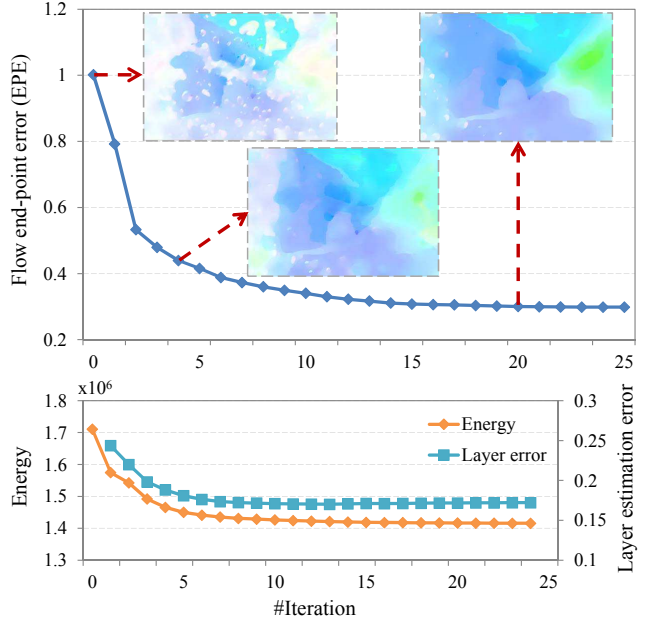 1.2
1
0.8
0.6
0.4
0.2
Flow end-point error (EPE)
0 5 10 15 20 25
x10⁶
1.8
1.7
1.6
1.5
1.4
1.3
Energy
Energy
Layer error
0.3
0.25
0.2
0.15
0.1
Layer estimation error
0 5 10 15 20 25
#Iteration